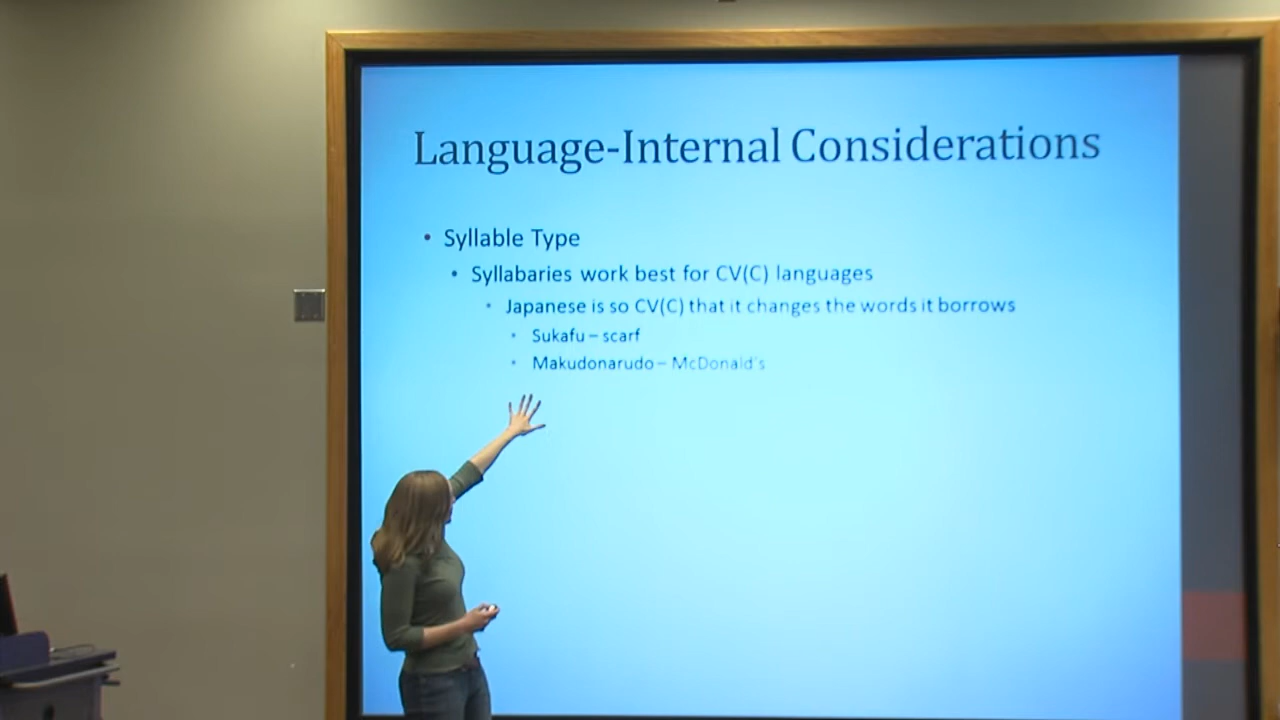 Language-Internal Considerations
• Syllable Type
• Syllabaries work best for CV(C) languages
• Japanese is so CV(C) that it changes the words it borrows
• Sukafu – scarf
• Makudonarudo – McDonald's